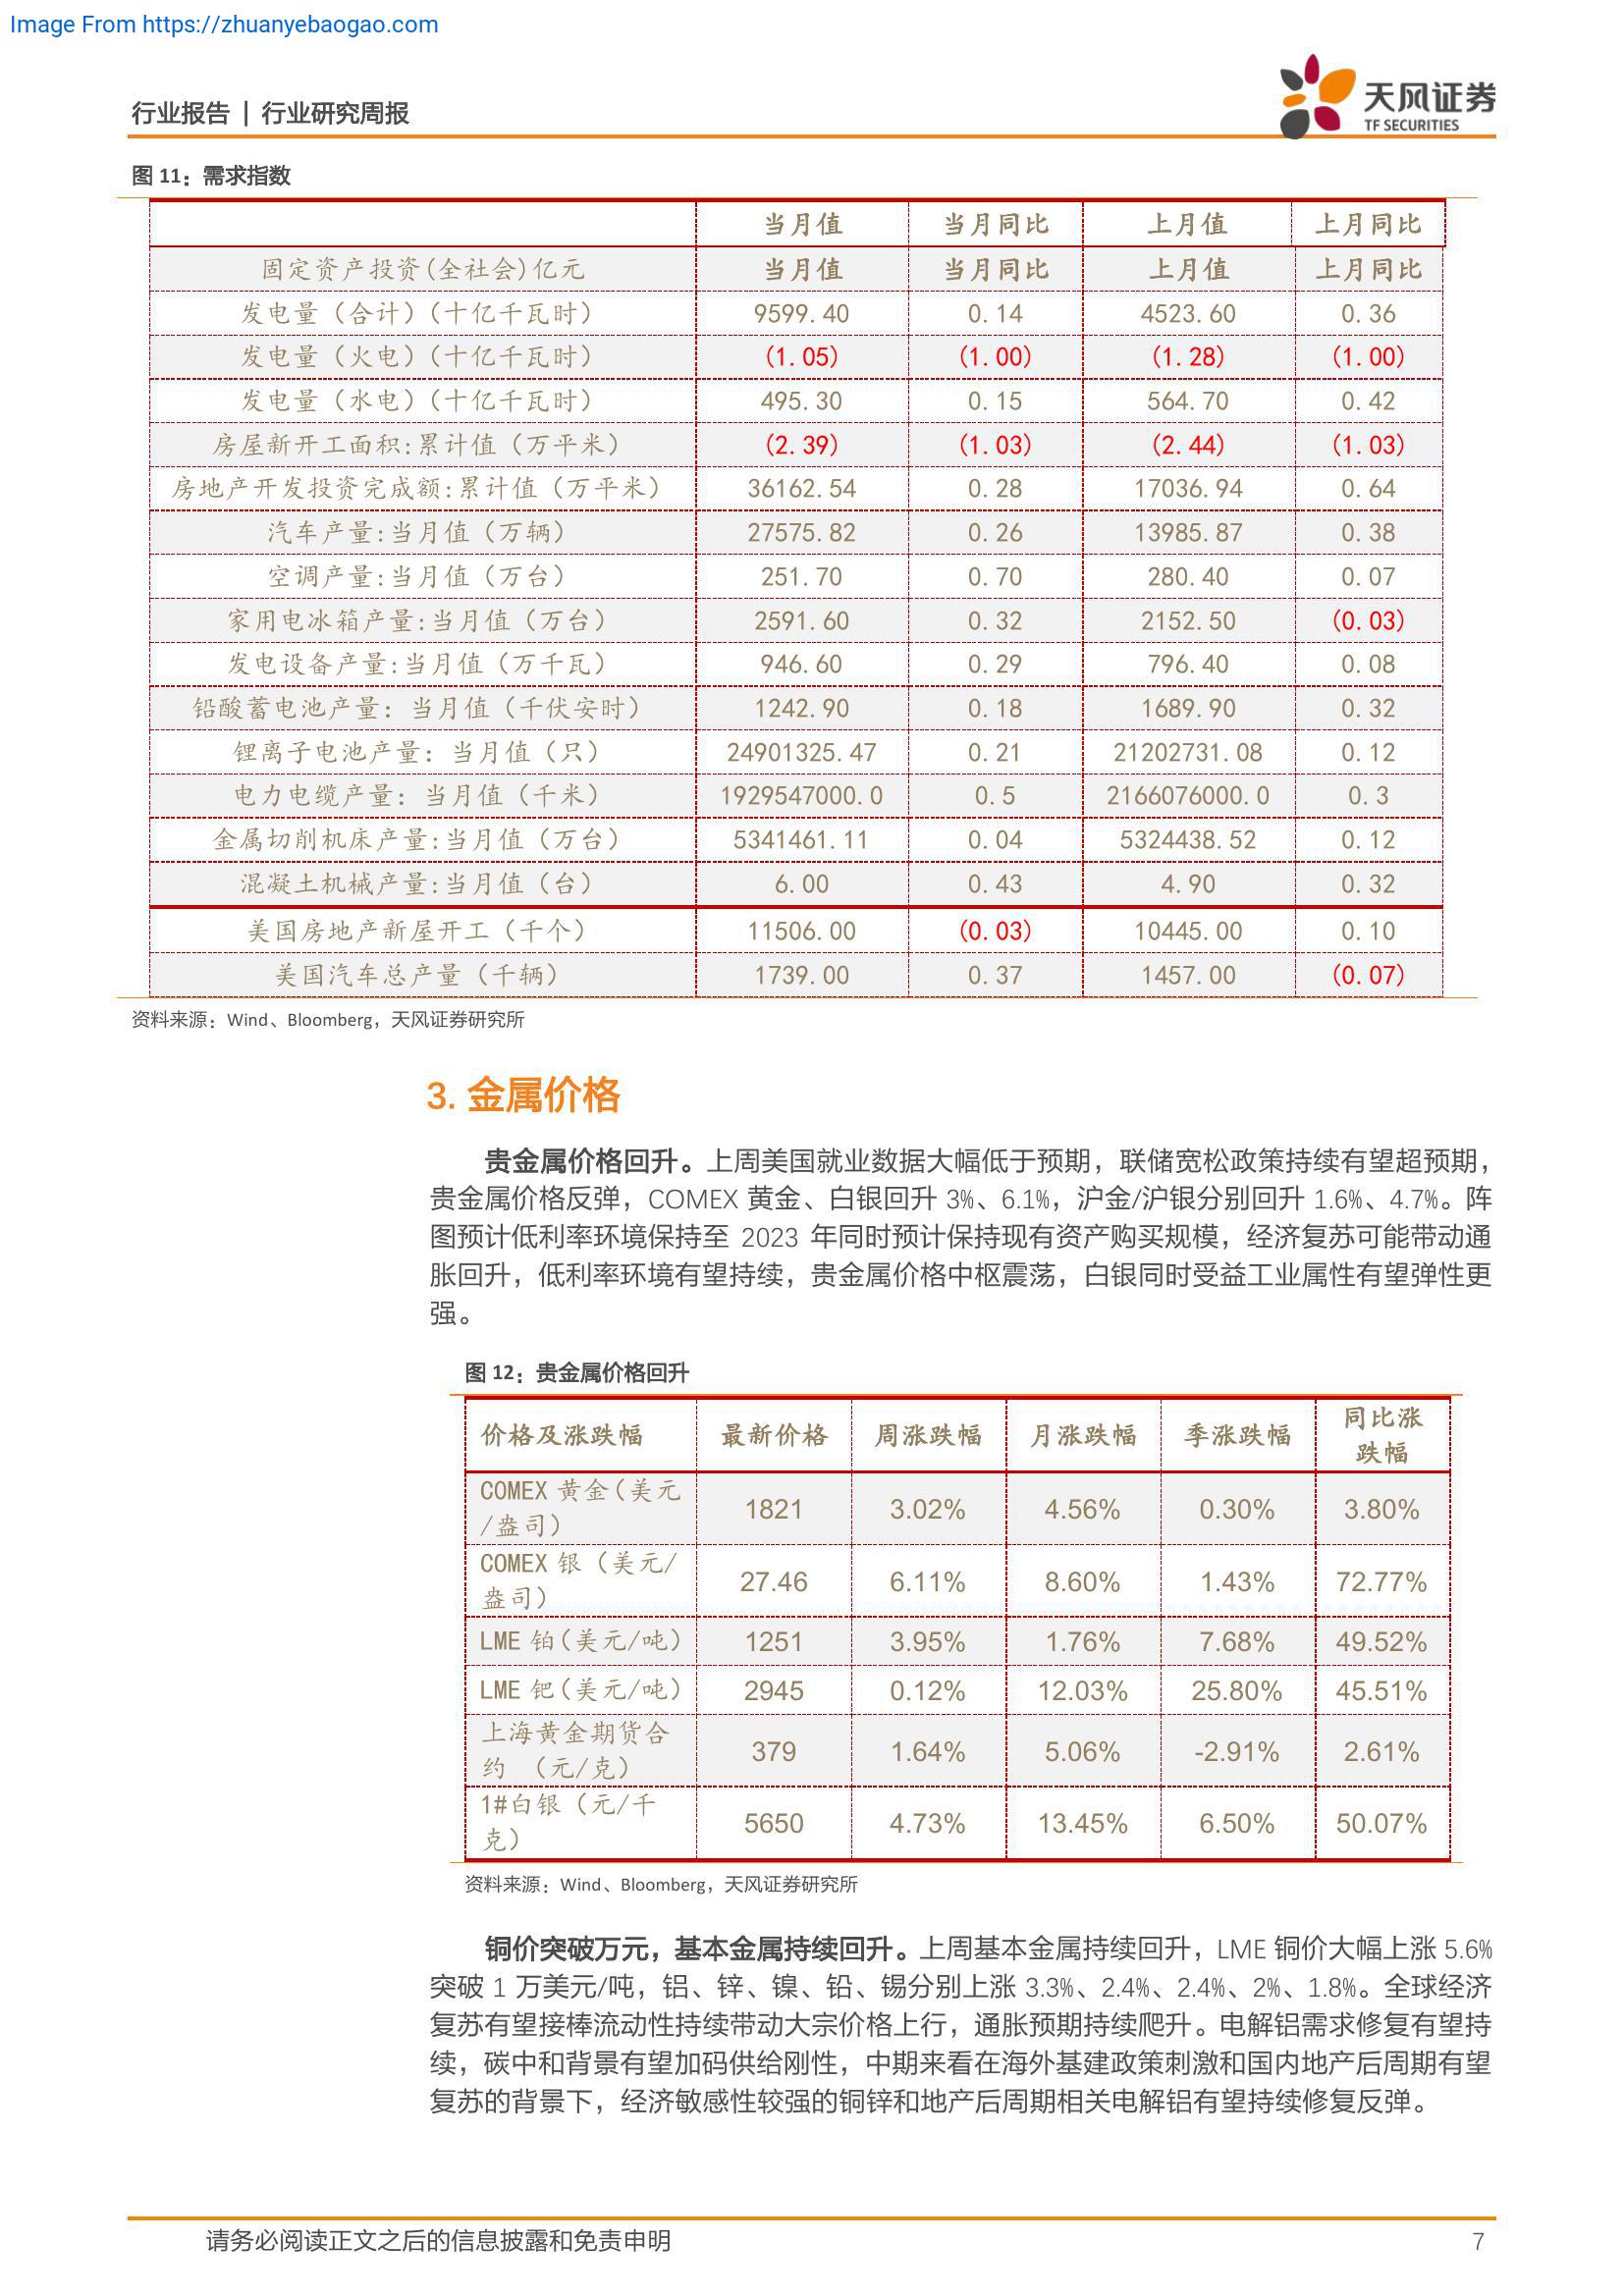 Image From https://zhuanyebaogao.com
行业报告 | 行业研究周报
天风证券
TF SECURITIES
图 11：需求指数
当月值 当月同比 上月值 上月同比
固定资产投资(全社会)亿元 当月值 当月同比 上月值 上月同比
发电量（合计）(十亿千瓦时） 9599.40 0.14 4523.60 0.36
发电量（火电）(十亿千瓦时） (1.05) (1.00) (1.28) (1.00)
发电量（水电）(十亿千瓦时） 495.30 0.15 564.70 0.42
房屋新开工面积:累计值（万平米） (2.39) (1.03) (2.44) (1.03)
房地产开发投资完成额:累计值（万平米） 36162.54 0.28 17036.94 0.64
汽车产量:当月值（万辆） 27575.82 0.26 13985.87 0.38
空调产量:当月值（万台） 251.70 0.70 280.40 0.07
家用电冰箱产量:当月值（万台） 2591.60 0.32 2152.50 (0.03)
发电设备产量:当月值（万千瓦） 946.60 0.29 796.40 0.08
铅酸蓄电池产量：当月值（千伏安时） 1242.90 0.18 1689.90 0.32
锂离子电池产量：当月值（只） 24901325.47 0.21 21202731.08 0.12
电力电缆产量：当月值（千米） 1929547000.0 0.5 2166076000.0 0.3
金属切削机床产量:当月值（万台） 5341461.11 0.04 5324438.52 0.12
混凝土机械产量:当月值（台） 6.00 0.43 4.90 0.32
美国房地产新屋开工（千个） 11506.00 (0.03) 10445.00 0.10
美国汽车总产量（千辆） 1739.00 0.37 1457.00 (0.07)
资料来源：Wind、Bloomberg，天风证券研究所
3. 金属价格
贵金属价格回升。上周美国就业数据大幅低于预期，联储宽松政策持续有望超预期，
贵金属价格反弹，COMEX 黄金、白银回升 3%、6.1%，沪金/沪银分别回升 1.6%、4.7%。阵
图预计低利率环境保持至 2023 年同时预计保持现有资产购买规模，经济复苏可能带动通
胀回升，低利率环境有望持续，贵金属价格中枢震荡，白银同时受益工业属性有望弹性更
强。
图 12：贵金属价格回升
价格及涨跌幅 最新价格 周涨跌幅 月涨跌幅 季涨跌幅 同比涨
跌幅
COMEX 黄金(美元
/盎司） 1821 3.02% 4.56% 0.30% 3.80%
COMEX 银（美元/
盎司） 27.46 6.11% 8.60% 1.43% 72.77%
LME 铂(美元/吨） 1251 3.95% 1.76% 7.68% 49.52%
LME 钯(美元/吨） 2945 0.12% 12.03% 25.80% 45.51%
上海黄金期货合
约 （元/克） 379 1.64% 5.06% -2.91% 2.61%
1#白银（元/千
克） 5650 4.73% 13.45% 6.50% 50.07%
资料来源：Wind、Bloomberg，天风证券研究所
铜价突破万元，基本金属持续回升。上周基本金属持续回升，LME 铜价大幅上涨 5.6%
突破 1 万美元/吨，铝、锌、镍、铅、锡分别上涨 3.3%、2.4%、2.4%、2%、1.8%。全球经济
复苏有望接棒流动性持续带动大宗价格上行，通胀预期持续爬升。电解铝需求修复有望持
续，碳中和背景有望加码供给刚性，中期来看在海外基建政策刺激和国内地产后周期有望
复苏的背景下，经济敏感性较强的铜锌和地产后周期相关电解铝有望持续修复反弹。
请务必阅读正文之后的信息披露和免责申明 7